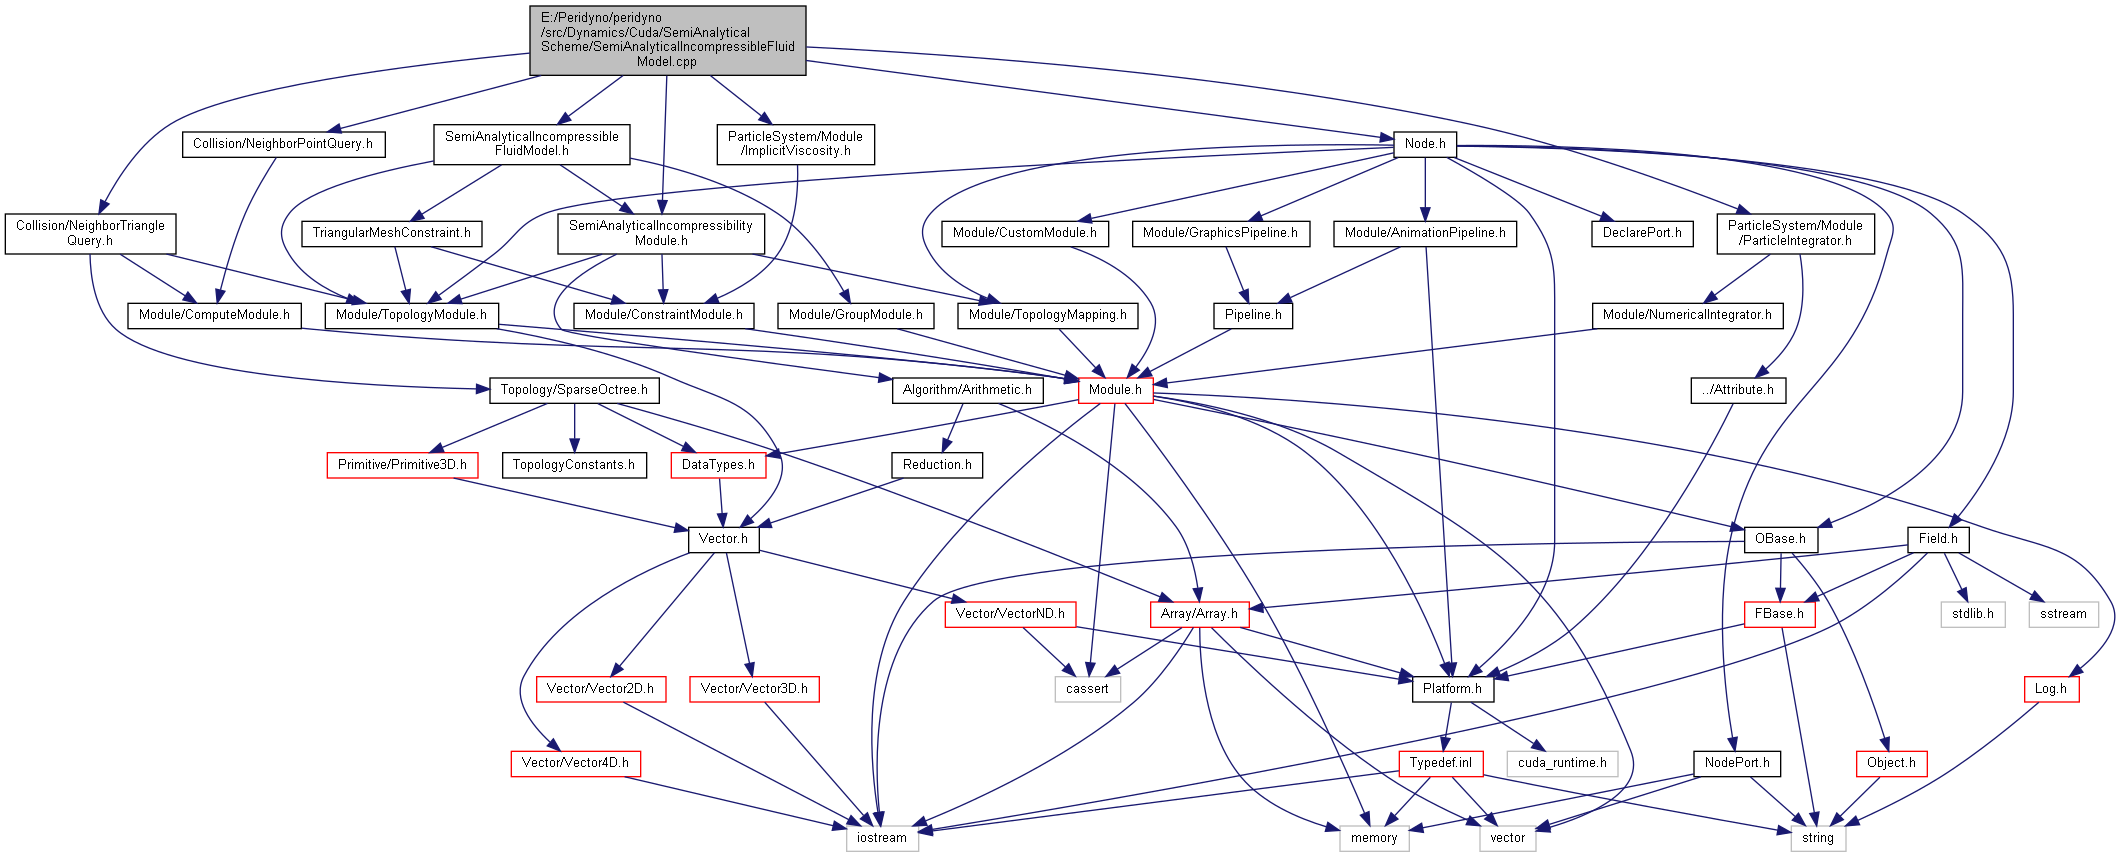 E:/Peridyno/peridyno
/src/Dynamics/Cuda/SemiAnalytical
Scheme/SemiAnalyticalIncompressibleFluid
Model.cpp
Collision/NeighborPointQuery.h
SemiAnalyticalIncompressible
FluidModel.h
ParticleSystem/Module
/ImplicitViscosity.h
Node.h
Collision/NeighborTriangle
Query.h
TriangularMeshConstraint.h
SemiAnalyticalIncompressibility
Module.h
Module/CustomModule.h
Module/GraphicsPipeline.h
Module/AnimationPipeline.h
DeclarePort.h
ParticleSystem/Module
/ParticleIntegrator.h
Module/ComputeModule.h
Module/TopologyModule.h
Module/ConstraintModule.h
Module/GroupModule.h
Module/TopologyMapping.h
Pipeline.h
Module/NumericalIntegrator.h
Topology/SparseOctree.h
Algorithm/Arithmetic.h
Module.h
../Attribute.h
Primitive/Primitive3D.h
TopologyConstants.h
DataTypes.h
Reduction.h
Vector.h
OBase.h
Field.h
Vector/VectorND.h
Array/Array.h
FBase.h
stdlib.h
sstream
Vector/Vector2D.h
Vector/Vector3D.h
cassert
Platform.h
Log.h
Vector/Vector4D.h
Typedef.inl
cuda_runtime.h
NodePort.h
Object.h
iostream
memory
vector
string